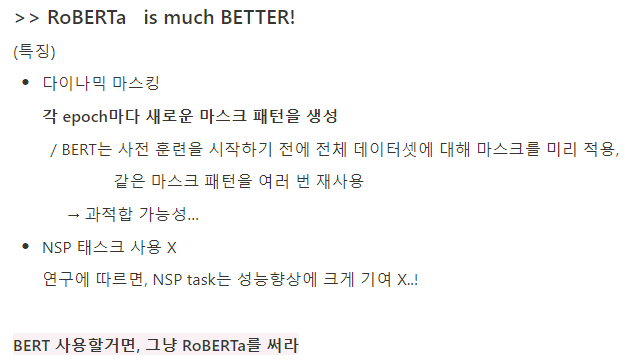 >> RoBERTa is much BETTER!
(특징)
• 다이나믹 마스킹
각 epoch마다 새로운 마스크 패턴을 생성
/ BERT는 사전 훈련을 시작하기 전에 전체 데이터셋에 대해 마스크를 미리 적용,
같은 마스크 패턴을 여러 번 재사용
→ 과적합 가능성...
• NSP 태스크 사용 X
연구에 따르면, NSP task는 성능향상에 크게 기여 X..!
BERT 사용할거면, 그냥 RoBERTa를 써라